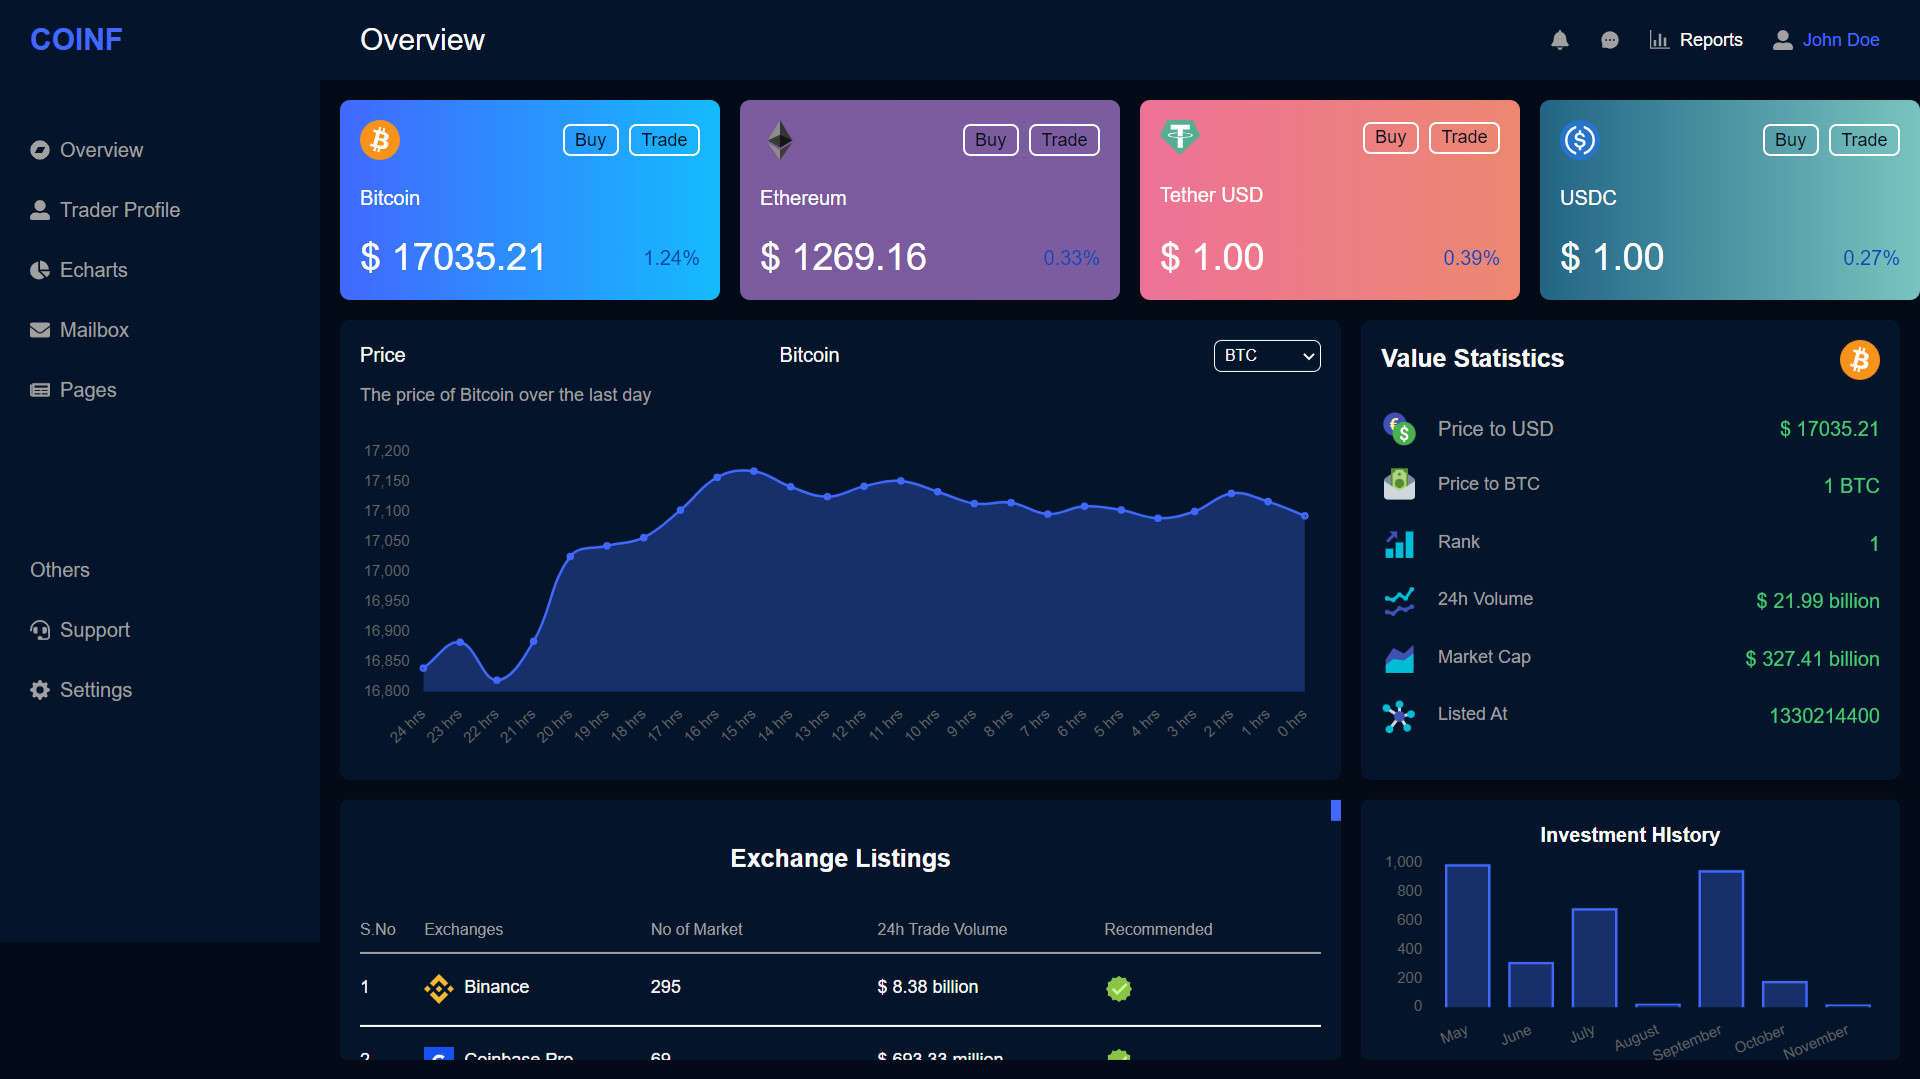 COINF
Overview
Reports
John Doe
Overview
Trader Profile
Echarts
Mailbox
Pages
Others
Support
Settings
Buy Trade
Bitcoin
$ 17035.21 1.24%
Buy Trade
Ethereum
$ 1269.16 0.33%
Buy Trade
Tether USD
$ 1.00 0.39%
Buy Trade
USDC
$ 1.00 0.27%
Price Bitcoin BTC
The price of Bitcoin over the last day
17,200
17,150
17,100
17,050
17,000
16,950
16,900
16,850
16,800
24 hrs 23 hrs 22 hrs 21 hrs 20 hrs 19 hrs 18 hrs 17 hrs 16 hrs 15 hrs 14 hrs 13 hrs 12 hrs 11 hrs 10 hrs 9 hrs 8 hrs 7 hrs 6 hrs 5 hrs 4 hrs 3 hrs 2 hrs 1 hrs 0 hrs
Value Statistics
Price to USD $ 17035.21
Price to BTC 1 BTC
Rank 1
24h Volume $ 21.99 billion
Market Cap $ 327.41 billion
Listed At 1330214400
Exchange Listings
S.No Exchanges No of Market 24h Trade Volume Recommended
1 Binance 295 $ 8.38 billion
2 Coinbase Pro 69 $ 693.33 million
Investment HIstory
1,000
800
600
400
200
0
May June July August September October November